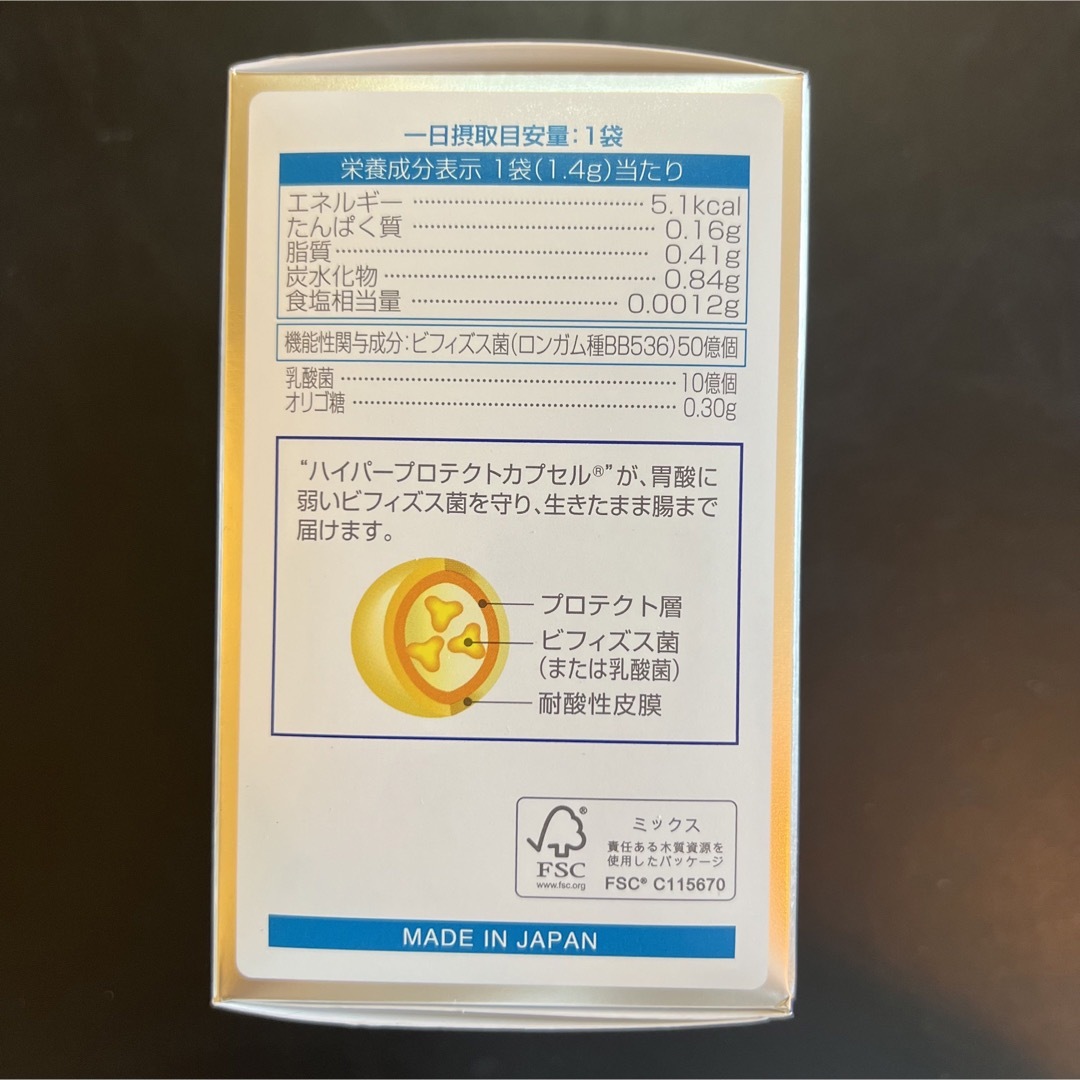 一日摂取目安量：1袋
栄養成分表示 1袋(1.4g)当たり
エネルギー ………………………… 5.1kcal
たんぱく質 ………………………… 0.16g
脂質 ………………………………… 0.41g
炭水化物 …………………………… 0.84g
食塩相当量 ……………………… 0.0012g
機能性関与成分：ビフィズス菌(ロンガム種BB536)50億個
乳酸菌 ……………………………… 10億個
オリゴ糖 …………………………… 0.30g
“ハイパープロテクトカプセル®”が、胃酸に
弱いビフィズス菌を守り、生きたまま腸まで
届けます。
プロテクト層
ビフィズス菌
(または乳酸菌)
耐酸性皮膜
®
FSC
www.fsc.org
ミックス
責任ある木質資源を
使用したパッケージ
FSC® C115670
MADE IN JAPAN